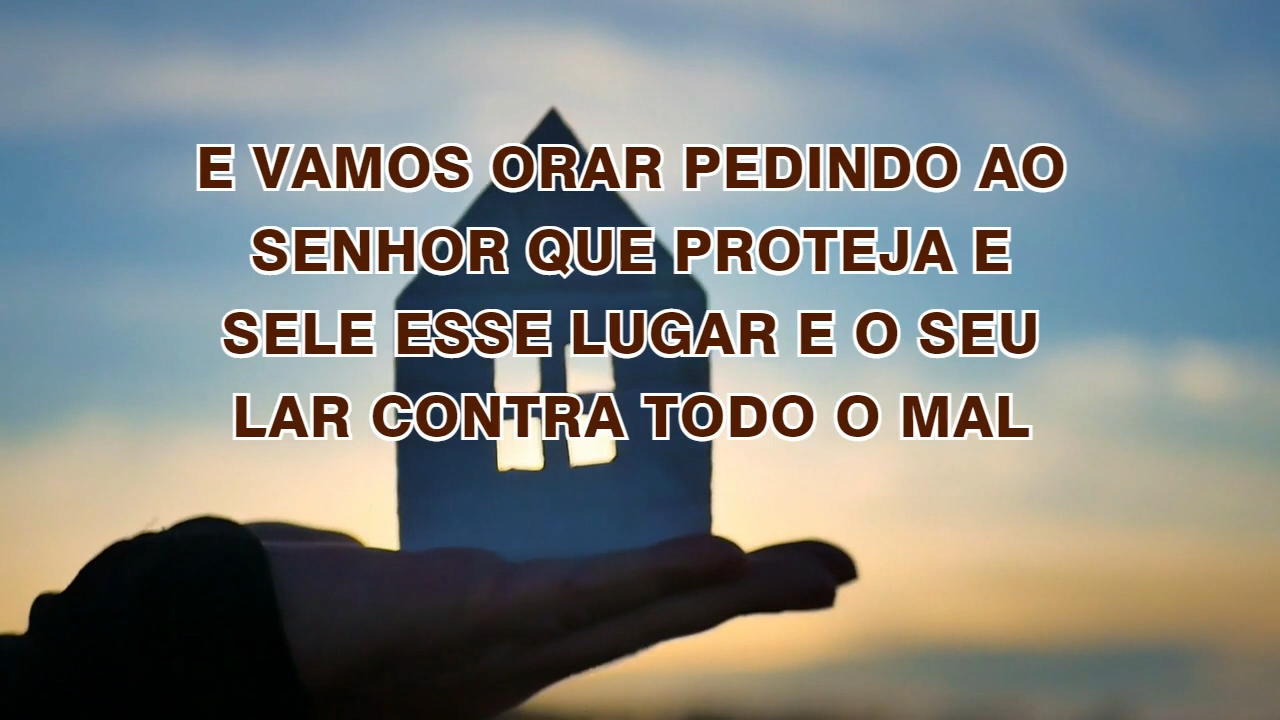 E VAMOS ORAR PEDINDO AO
SENHOR QUE PROTEJA E
SELE ESSE LUGAR E O SEU
LAR CONTRA TODO O MAL